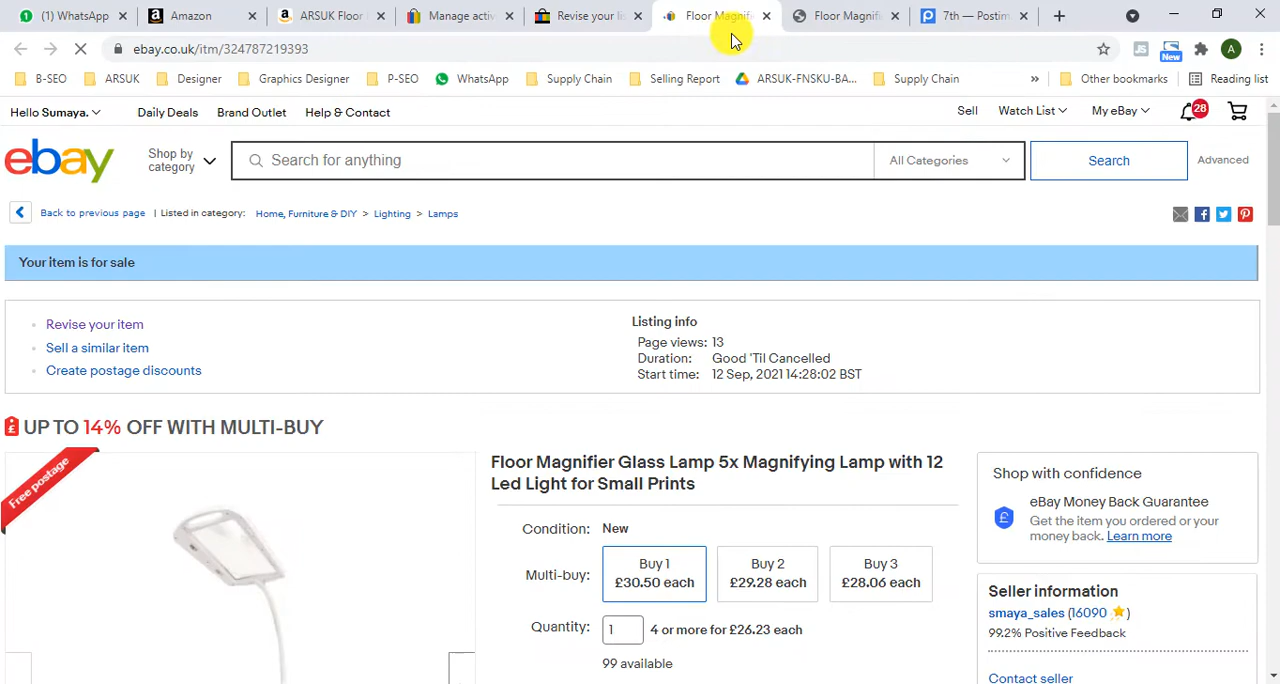 (1) WhatsApp
Amazon
ARSUK Floor
Manage activ
Revise your li
Floor Magnifi
Floor Magnifi
7th — Postim
ebay.co.uk/itm/324787219393
A
B-SEO
ARSUK
Designer
Graphics Designer
P-SEO
WhatsApp
Supply Chain
Selling Report
ARSUK-FNSKU-BA...
Supply Chain
»
Other bookmarks
Reading list
JS
New
Hello Sumaya.
Daily Deals
Brand Outlet
Help & Contact
Sell
Watch List
My eBay
28
ebay
Shop by
category
Search for anything
All Categories
Search
Advanced
Back to previous page | Listed in category: Home, Furniture & DIY > Lighting > Lamps
Your item is for sale
Revise your item
Sell a similar item
Create postage discounts
Listing info
Page views: 13
Duration: Good 'Til Cancelled
Start time: 12 Sep, 2021 14:28:02 BST
£ UP TO 14% OFF WITH MULTI-BUY
Free postage
Floor Magnifier Glass Lamp 5x Magnifying Lamp with 12
Led Light for Small Prints
Condition: New
Multi-buy:
Buy 1
£30.50 each
Buy 2
£29.28 each
Buy 3
£28.06 each
Quantity: 1 4 or more for £26.23 each
99 available
Shop with confidence
£
eBay Money Back Guarantee
Get the item you ordered or your
money back. Learn more
Seller information
smaya_sales (16090 )
99.2% Positive Feedback
Contact seller